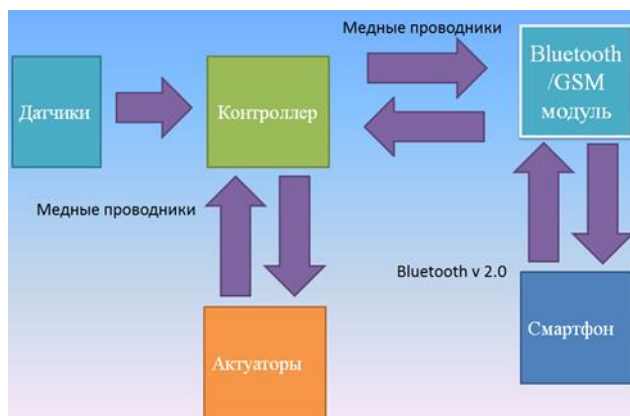 Медные проводники
Bluetooth
/GSM
модуль
Датчики
Контроллер
Медные проводники
Bluetooth v 2.0
Актуаторы
Смартфон